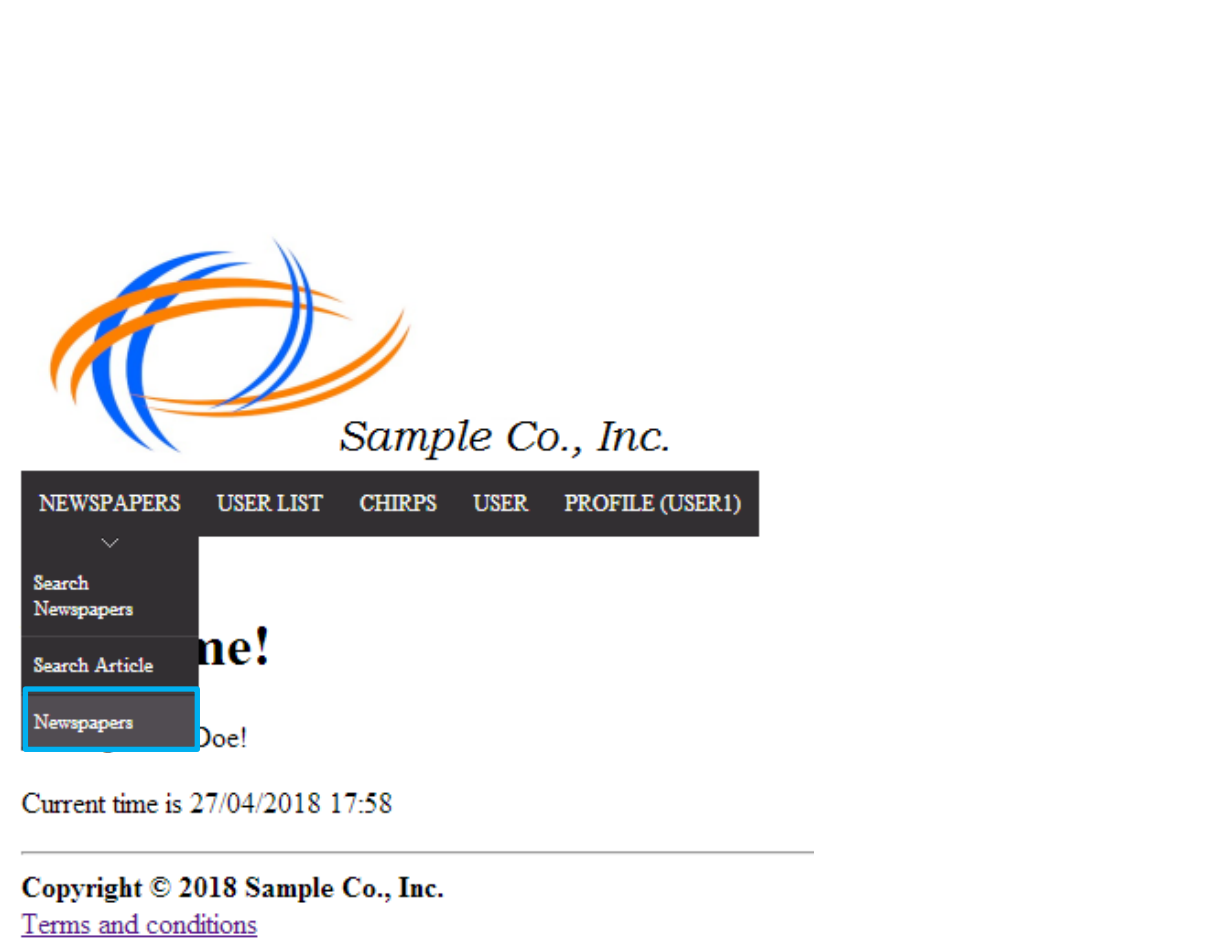 Sample Co., Inc.
NEWSPAPERS USER LIST CHIRPS USER PROFILE (USER1)
Search
Newspapers
me!
Search Article
Newspapers
Doe!
Current time is 27/04/2018 17:58
Copyright © 2018 Sample Co., Inc.
Terms and conditions